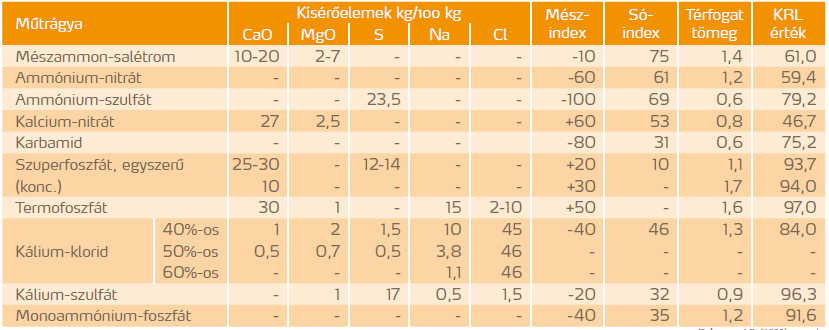 Műtrágya Kísérőelemek kg/100 kg Mész-index Só-index Térfogat tömeg KRL érték
CaO MgO S Na Cl
Mészammon-salétrom 10-20 2-7 - - - -10 75 1,4 61,0
Ammónium-nitrát - - - - - -60 61 1,2 59,4
Ammónium-szulfát - - 23,5 - - -100 69 0,6 79,2
Kalcium-nitrát 27 2,5 - - - +60 53 0,8 46,7
Karbamid - - - - - -80 31 0,6 75,2
Szuperfoszfát, egyszerű 25-30 - 12-14 - - +20 10 1,1 93,7
(konc.) 10 - - - - +30 - 1,7 94,0
Termofoszfát 30 1 - 15 2-10 +50 - 1,6 97,0
40%-os 1 2 1,5 10 45 -40 46 1,3 84,0
Kálium-klorid 50%-os 0,5 0,7 0,5 3,8 46 - - - -
60%-os - - - 1,1 46 - - - -
Kálium-szulfát - 1 17 0,5 1,5 -20 32 0,9 96,3
Monoammónium-foszfát - - - - - -40 35 1,2 91,6